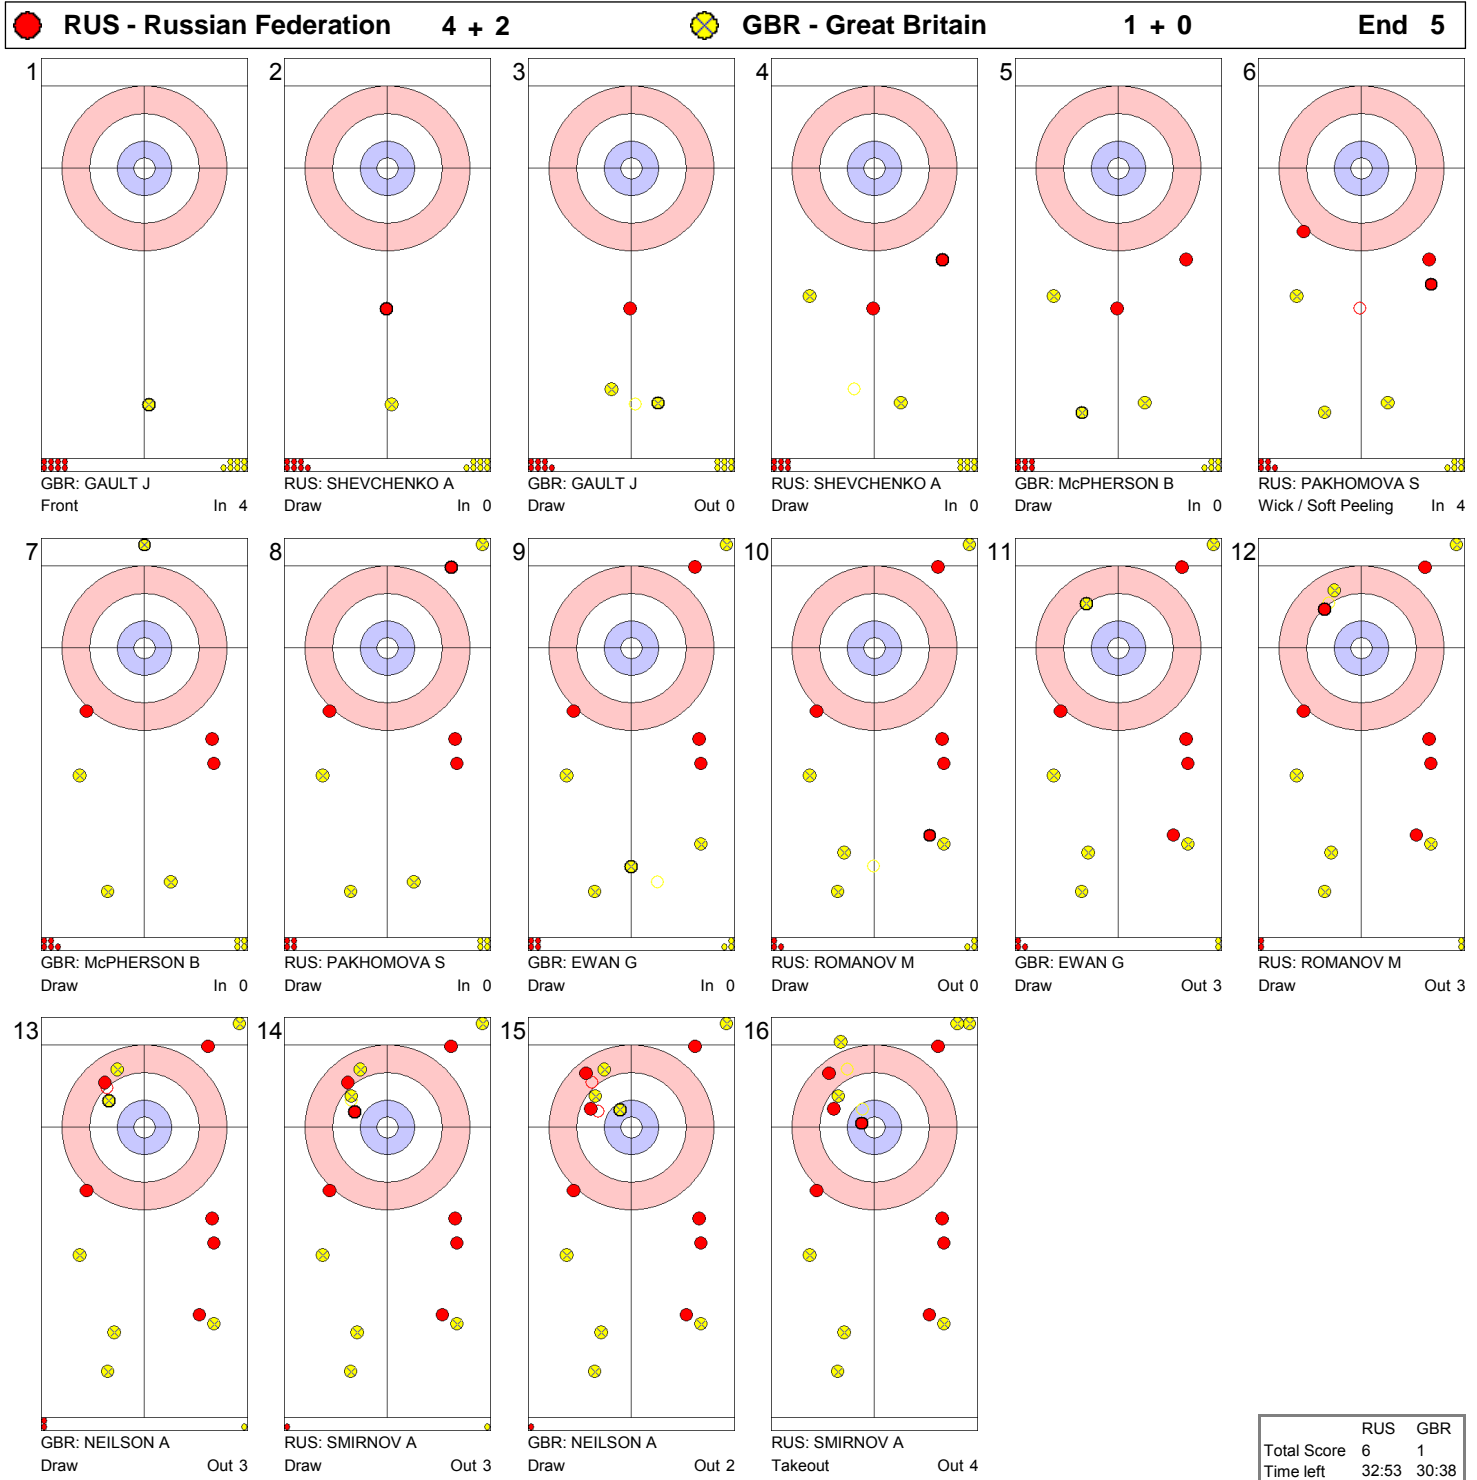 RUS - Russian Federation 4 + 2 GBR - Great Britain 1 + 0 End 5
1 2 3 4 5 6
GBR: GAULT J RUS: SHEVCHENKO A GBR: GAULT J RUS: SHEVCHENKO A GBR: McPHERSON B RUS: PAKHOMOVA S
Front In 4 Draw In 0 Draw Out 0 Draw In 0 Draw In 0 Wick / Soft Peeling In 4
7 8 9 10 11 12
GBR: McPHERSON B RUS: PAKHOMOVA S GBR: EWAN G RUS: ROMANOV M GBR: EWAN G RUS: ROMANOV M
Draw In 0 Draw In 0 Draw In 0 Draw Out 0 Draw Out 3 Draw Out 3
13 14 15 16
GBR: NEILSON A RUS: SMIRNOV A GBR: NEILSON A RUS: SMIRNOV A
Draw Out 3 Draw Out 3 Draw Out 2 Takeout Out 4
RUS GBR
Total Score 6 1
Time left 32:53 30:38